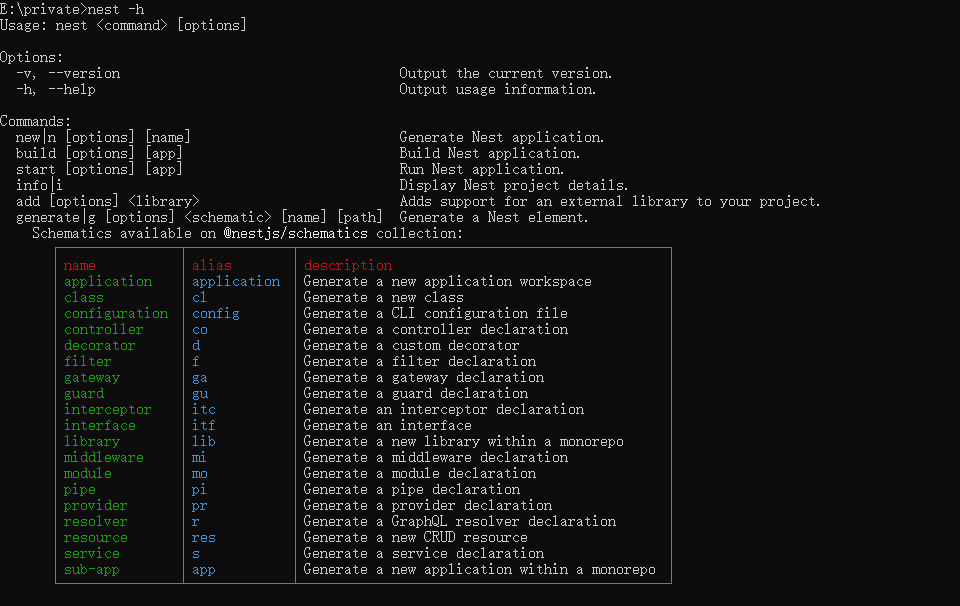 E:\private>nest -h
Usage: nest <command> [options]
Options:
-v, --version Output the current version.
-h, --help Output usage information.
Commands:
new|n [options] [name] Generate Nest application.
build [options] [app] Build Nest application.
start [options] [app] Run Nest application.
info|i Display Nest project details.
add [options] <library> Adds support for an external library to your project.
generate|g [options] <schematic> [name] [path] Generate a Nest element.
Schematics available on @nestjs/schematics collection:
name alias description
application application Generate a new application workspace
class cl Generate a new class
configuration config Generate a CLI configuration file
controller co Generate a controller declaration
decorator d Generate a custom decorator
filter f Generate a filter declaration
gateway ga Generate a gateway declaration
guard gu Generate a guard declaration
interceptor itc Generate an interceptor declaration
interface itf Generate an interface
library lib Generate a new library within a monorepo
middleware mi Generate a middleware declaration
module mo Generate a module declaration
pipe pi Generate a pipe declaration
provider pr Generate a provider declaration
resolver r Generate a GraphQL resolver declaration
resource res Generate a new CRUD resource
service s Generate a service declaration
sub-app app Generate a new application within a monorepo